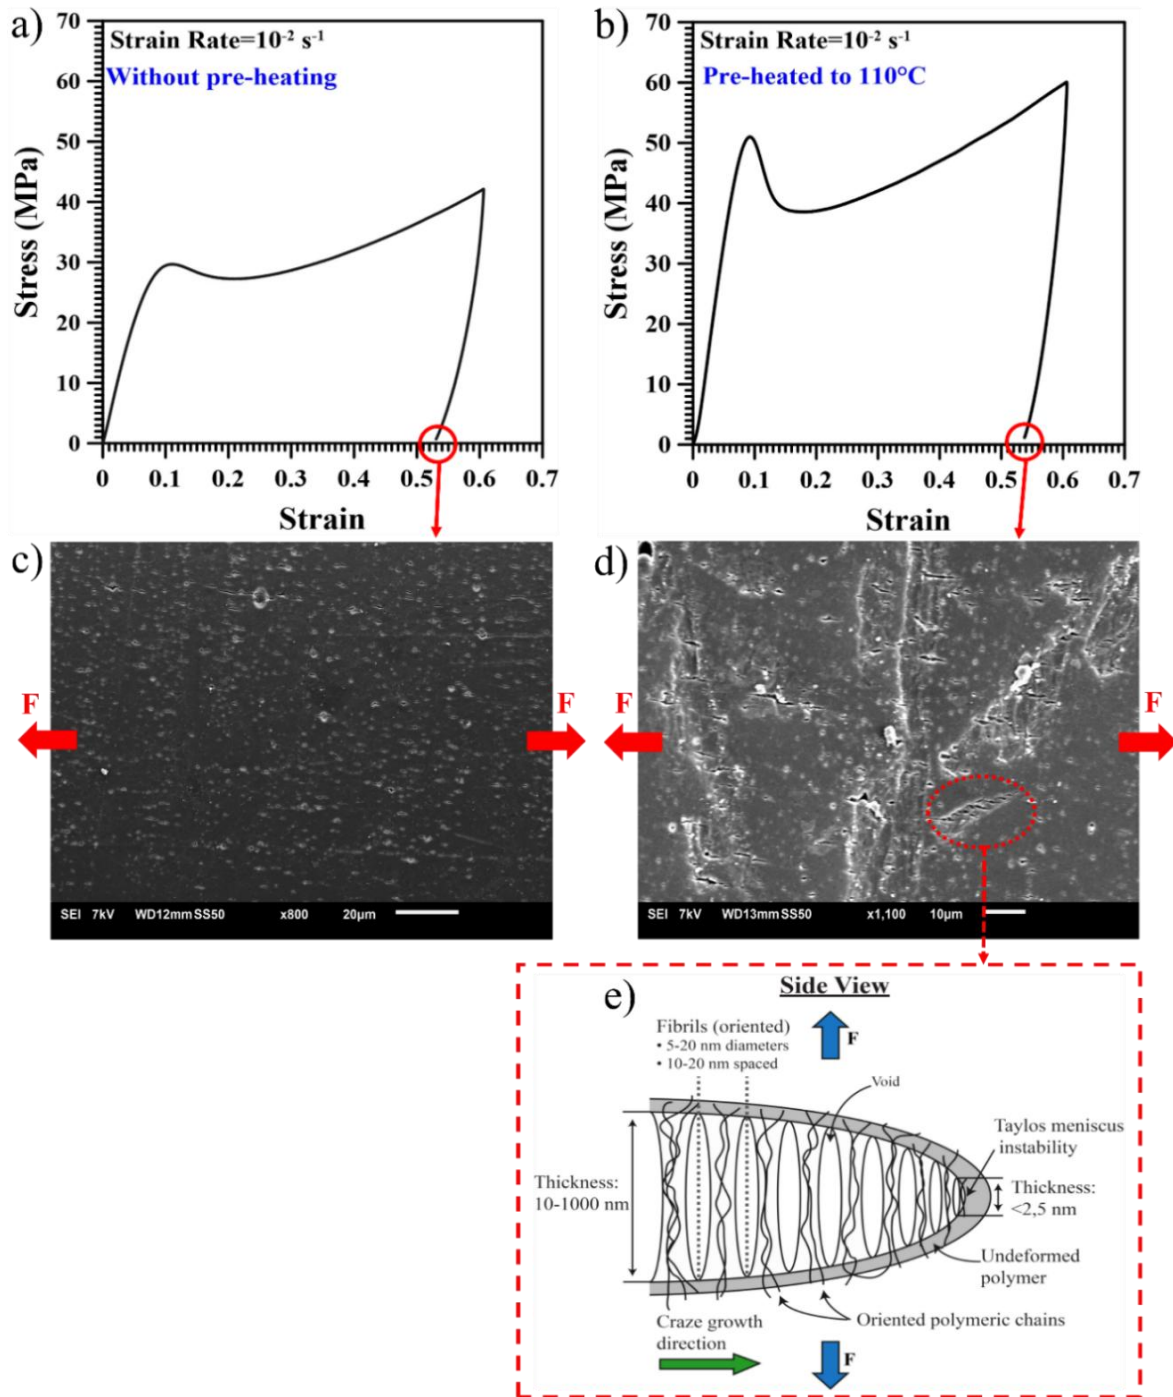 a)
70
60
50
40
30
20
10
0
Stress (MPa)
Strain Rate=10⁻² s⁻¹
Without pre-heating
0 0.1 0.2 0.3 0.4 0.5 0.6 0.7
Strain
b)
70
60
50
40
30
20
10
0
Stress (MPa)
Strain Rate=10⁻² s⁻¹
Pre-heated to 110°C
0 0.1 0.2 0.3 0.4 0.5 0.6 0.7
Strain
c)
F
F
SEI 7kV WD12mm SS50 x800 20µm
d)
F
F
SEI 7kV WD13mm SS50 x1,100 10µm
e)
Side View
Fibrils (oriented)
• 5-20 nm diameters
• 10-20 nm spaced
F
Void
Taylos meniscus
instability
Thickness:
10-1000 nm
Thickness:
<2,5 nm
Undeformed
polymer
Oriented polymeric chains
Craze growth
direction
F